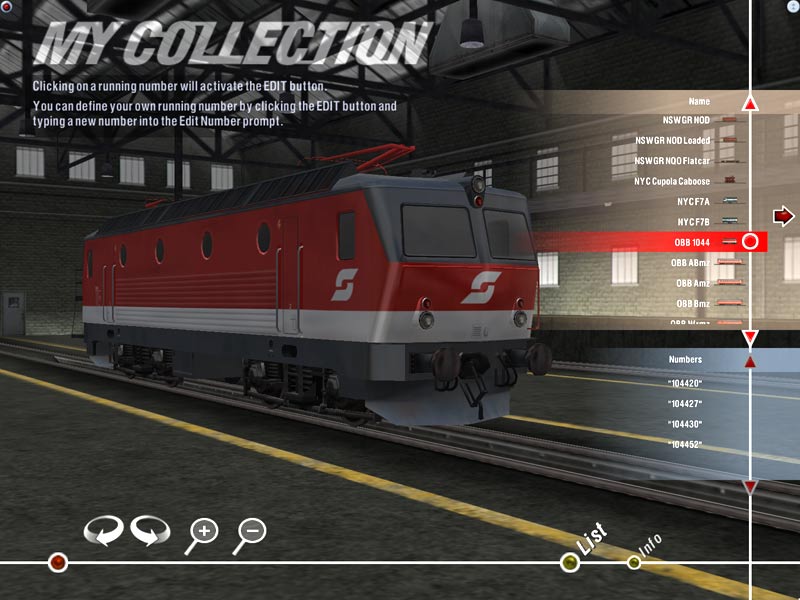 MY COLLECTION
Clicking on a running number will activate the EDIT button.
You can define your own running number by clicking the EDIT button and
typing a new number into the Edit Number prompt.
Name
NSWGR NOD
NSWGR NOD Loaded
NSWGR NQO Flatcar
NYC Cupola Caboose
NYC F7A
NYC F7B
OBB 1044
OBB ABmz
OBB Amz
OBB Bmz
Numbers
"104420"
"104427"
"104430"
"104452"
List
Info